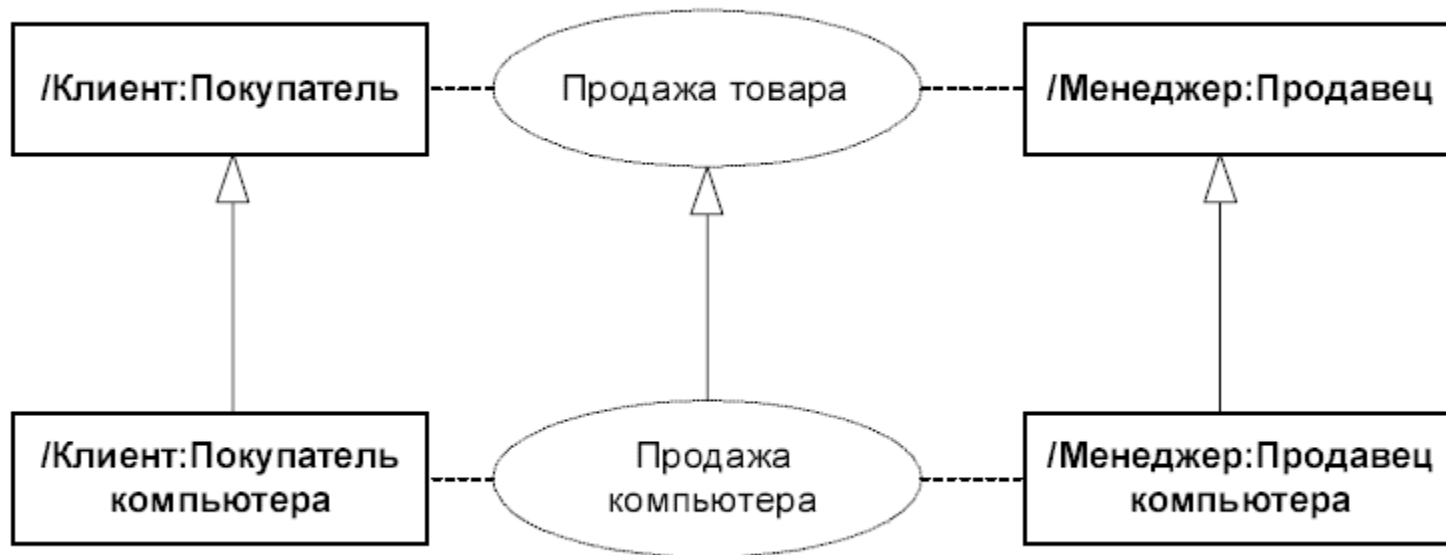 /Клиент:Покупатель
Продажа товара
/Менеджер:Продавец
/Клиент:Покупатель
компьютера
Продажа
компьютера
/Менеджер:Продавец
компьютера